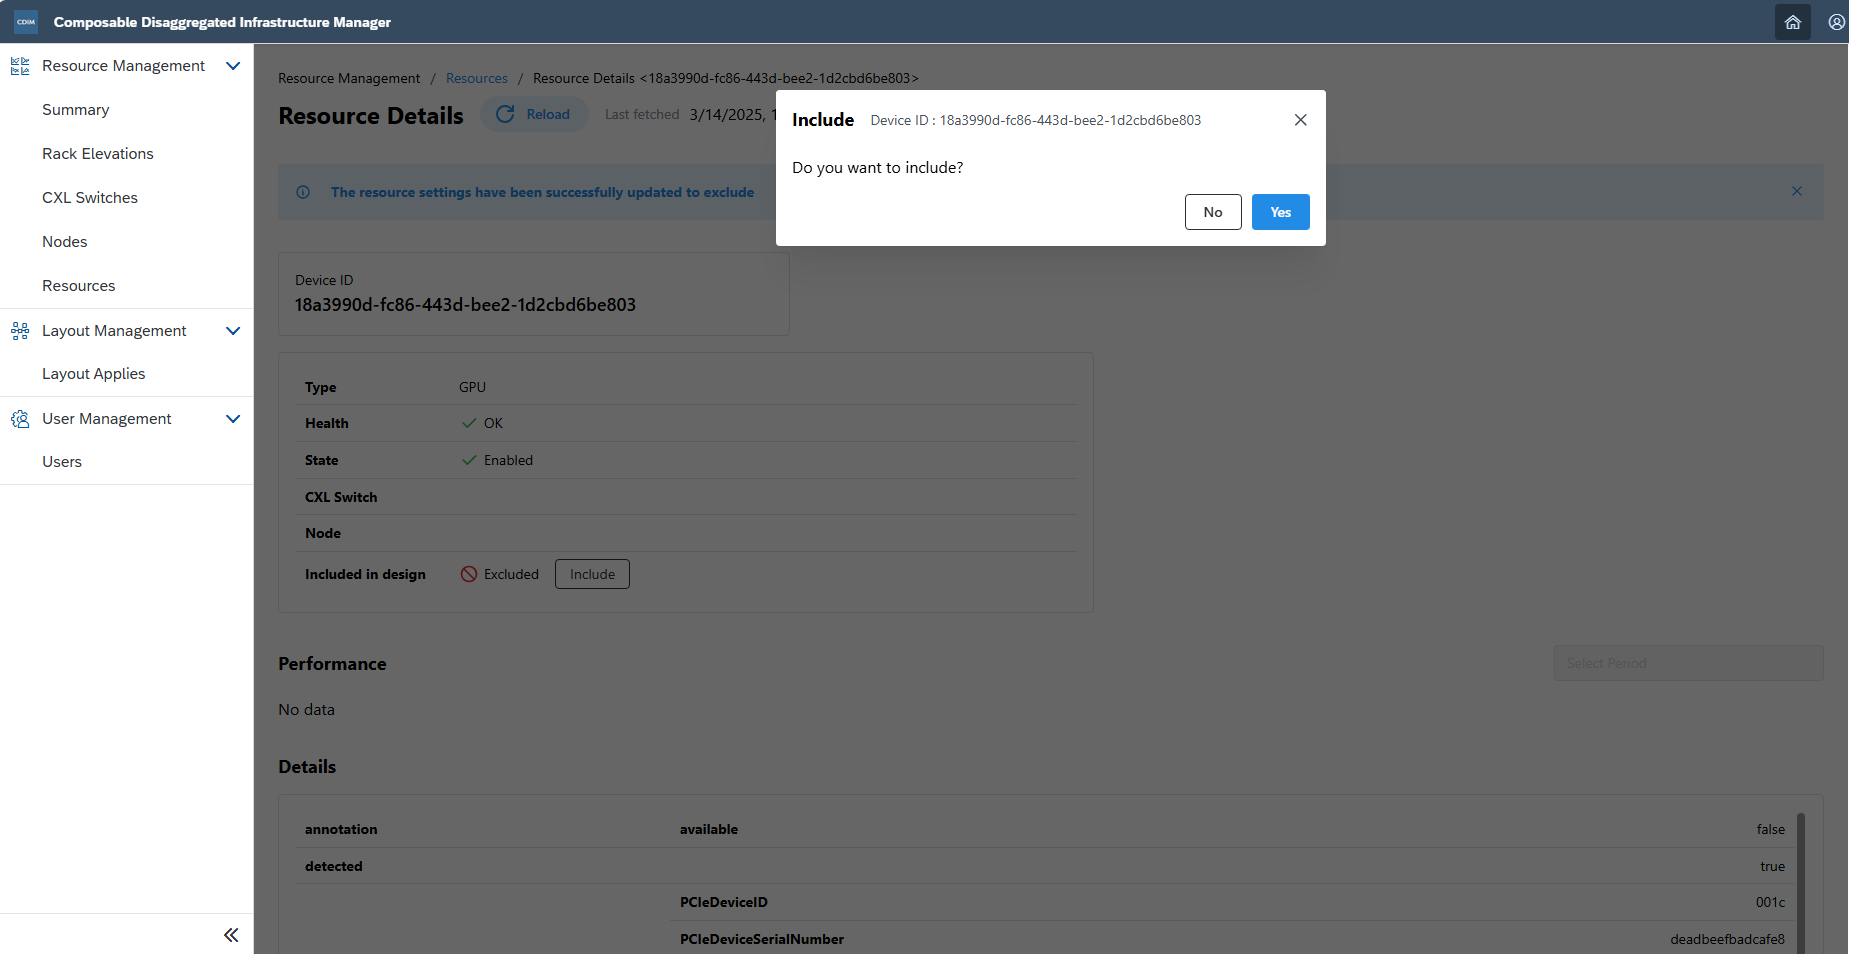 CDIM Composable Disaggregated Infrastructure Manager
Resource Management
Summary
Rack Elevations
CXL Switches
Nodes
Resources
Layout Management
Layout Applies
User Management
Users
Resource Management / Resources / Resource Details <18a3990d-fc86-443d-bee2-1d2cbd6be803>
Resource Details Reload Last fetched 3/14/2025, 1
The resource settings have been successfully updated to exclude
Include Device ID : 18a3990d-fc86-443d-bee2-1d2cbd6be803
Do you want to include?
No Yes
Device ID
18a3990d-fc86-443d-bee2-1d2cbd6be803
Type GPU
Health OK
State Enabled
CXL Switch
Node
Included in design Excluded Include
Performance Select Period
No data
Details
annotation available false
detected true
PCIeDeviceID 001c
PCIeDeviceSerialNumber deadbeefbadcafe8